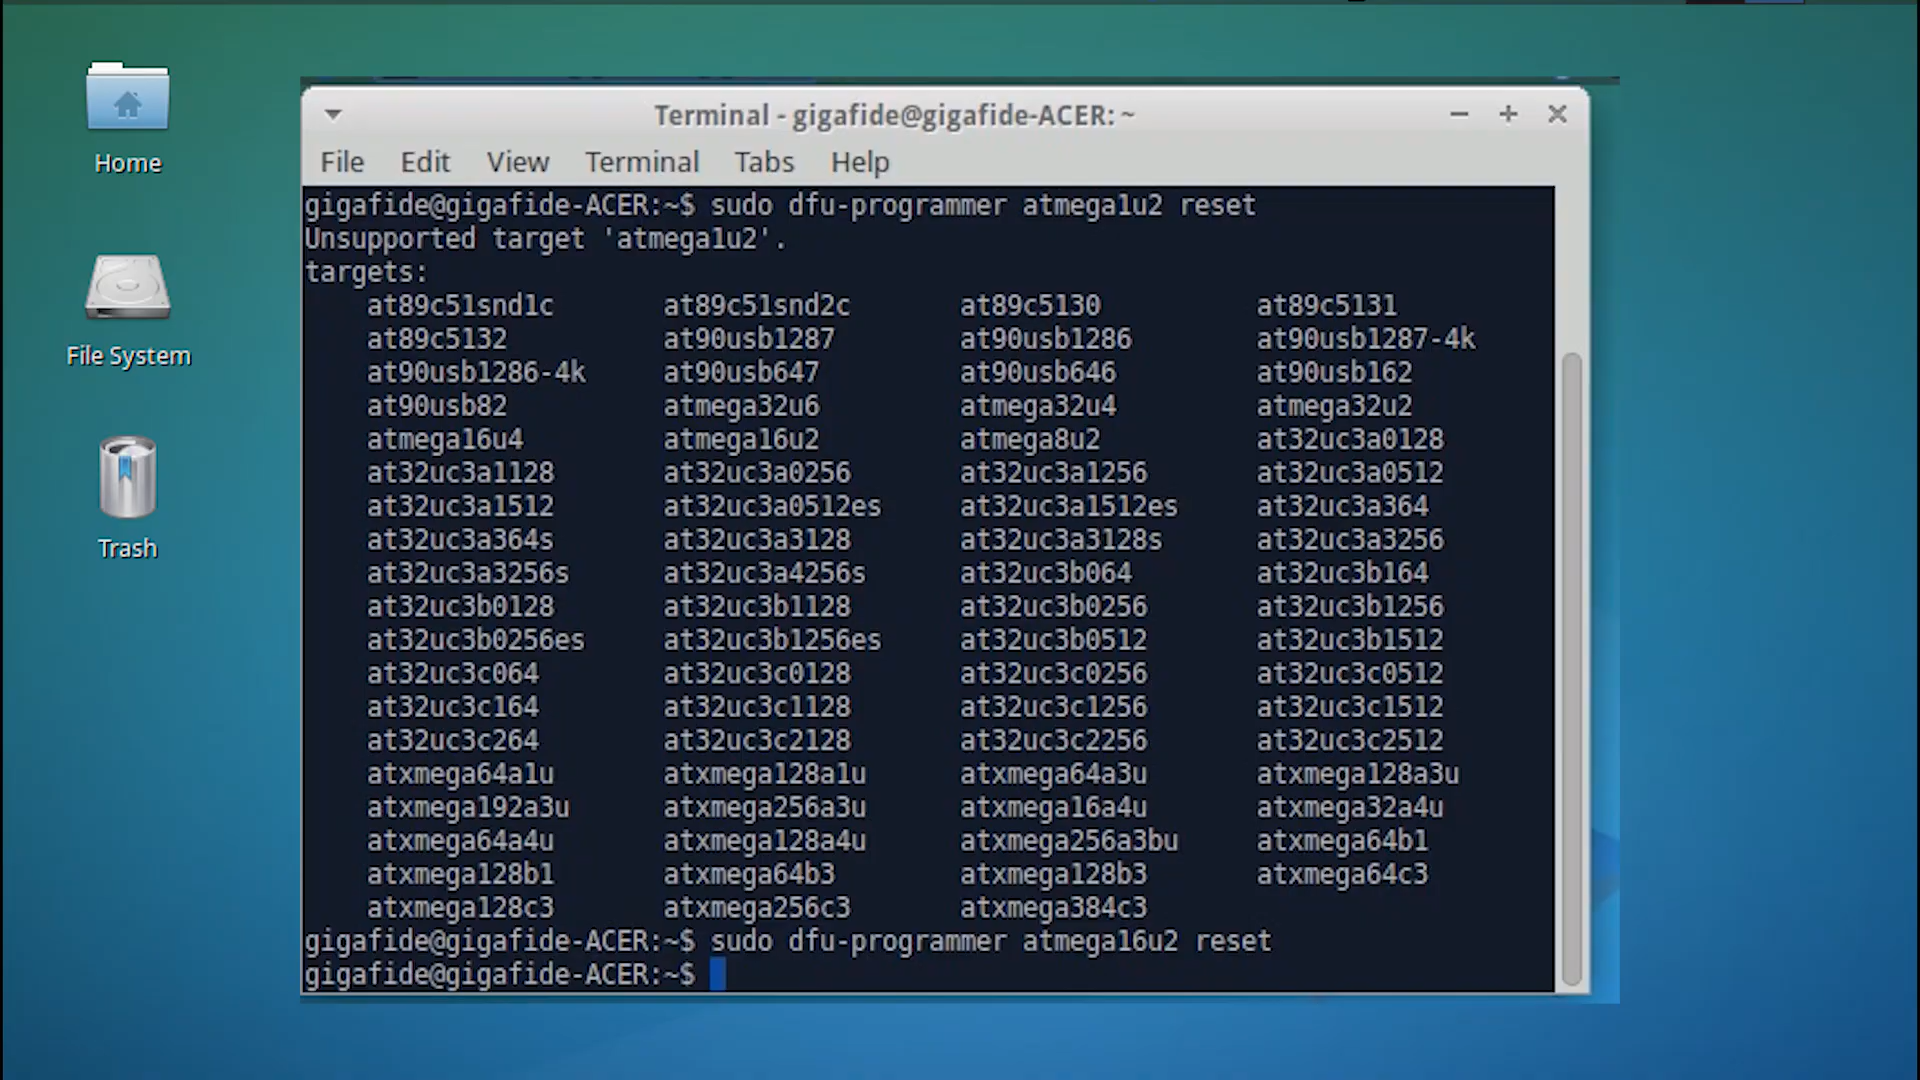 Home
File System
Trash
Terminal - gigafide@gigafide-ACER: ~
File Edit View Terminal Tabs Help
gigafide@gigafide-ACER:~$ sudo dfu-programmer atmega1u2 reset
Unsupported target 'atmega1u2'.
targets:
at89c51snd1c at89c51snd2c at89c5130 at89c5131
at89c5132 at90usb1287 at90usb1286 at90usb1287-4k
at90usb1286-4k at90usb647 at90usb646 at90usb162
at90usb82 atmega32u6 atmega32u4 atmega32u2
atmega16u4 atmega16u2 atmega8u2 at32uc3a0128
at32uc3a1128 at32uc3a0256 at32uc3a1256 at32uc3a0512
at32uc3a1512 at32uc3a0512es at32uc3a1512es at32uc3a364
at32uc3a364s at32uc3a3128 at32uc3a3128s at32uc3a3256
at32uc3a3256s at32uc3a4256s at32uc3b064 at32uc3b164
at32uc3b0128 at32uc3b1128 at32uc3b0256 at32uc3b1256
at32uc3b0256es at32uc3b1256es at32uc3b0512 at32uc3b1512
at32uc3c064 at32uc3c0128 at32uc3c0256 at32uc3c0512
at32uc3c164 at32uc3c1128 at32uc3c1256 at32uc3c1512
at32uc3c264 at32uc3c2128 at32uc3c2256 at32uc3c2512
atxmega64a1u atxmega128a1u atxmega64a3u atxmega128a3u
atxmega192a3u atxmega256a3u atxmega16a4u atxmega32a4u
atxmega64a4u atxmega128a4u atxmega256a3bu atxmega64b1
atxmega128b1 atxmega64b3 atxmega128b3 atxmega64c3
atxmega128c3 atxmega256c3 atxmega384c3
gigafide@gigafide-ACER:~$ sudo dfu-programmer atmega16u2 reset
gigafide@gigafide-ACER:~$